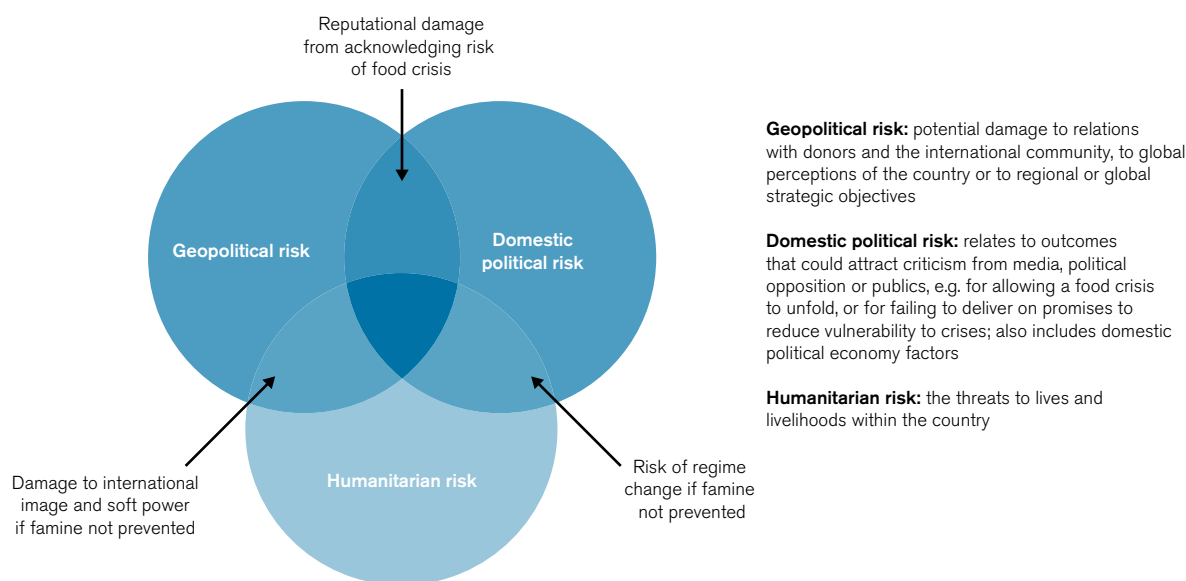 Reputational damage
from acknowledging risk
of food crisis
Geopolitical risk
Domestic
political risk
Humanitarian risk
Damage to international
image and soft power
if famine not prevented
Risk of regime
change if famine
not prevented
Geopolitical risk: potential damage to relations
with donors and the international community, to global
perceptions of the country or to regional or global
strategic objectives
Domestic political risk: relates to outcomes
that could attract criticism from media, political
opposition or publics, e.g. for allowing a food crisis
to unfold, or for failing to deliver on promises to
reduce vulnerability to crises; also includes domestic
political economy factors
Humanitarian risk: the threats to lives and
livelihoods within the country